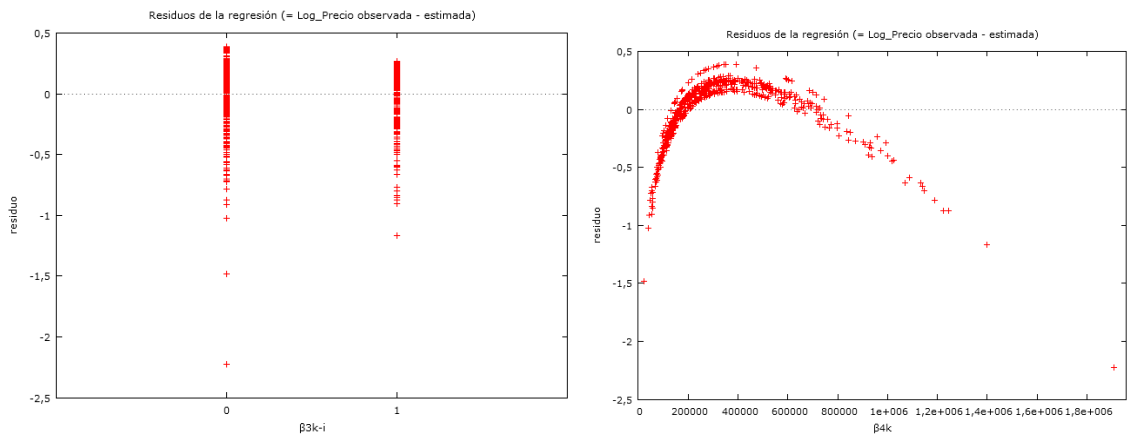 Residuos de la regresión (= Log_Precio observada - estimada)
0,5
0
-0,5
-1
-1,5
-2
-2,5
residuo
0
1
β3k-i
Residuos de la regresión (= Log_Precio observada - estimada)
0,5
0
-0,5
-1
-1,5
-2
-2,5
residuo
0 200000 400000 600000 800000 1e+006 1,2e+006 1,4e+006 1,6e+006 1,8e+006
β4k